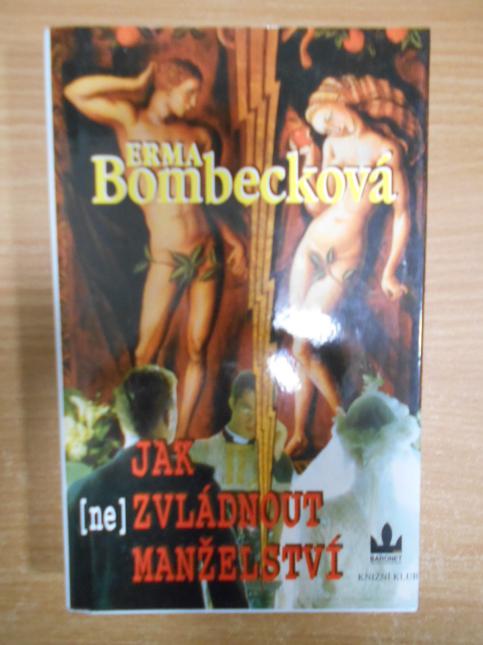 ERMA
Bombecková
JAK
[ne] ZVLÁDNOUT
MANŽELSTVÍ
BARONET
KNIŽNÍ KLUB